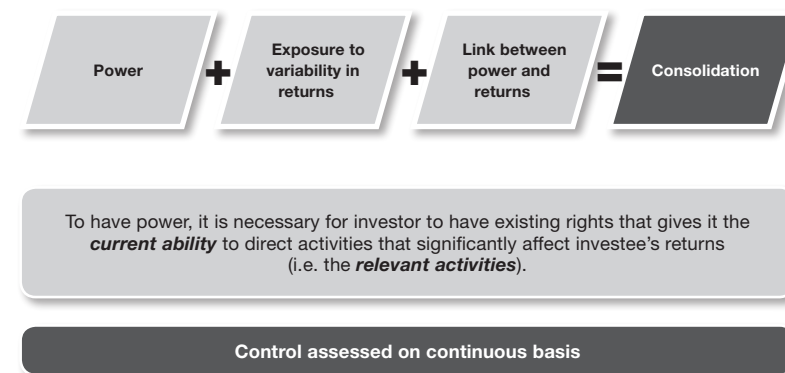 Power
+
Exposure to
variability in
returns
+
Link between
power and
returns
=
Consolidation
To have power, it is necessary for investor to have existing rights that gives it the
current ability to direct activities that significantly affect investee's returns
(i.e. the relevant activities).
Control assessed on continuous basis